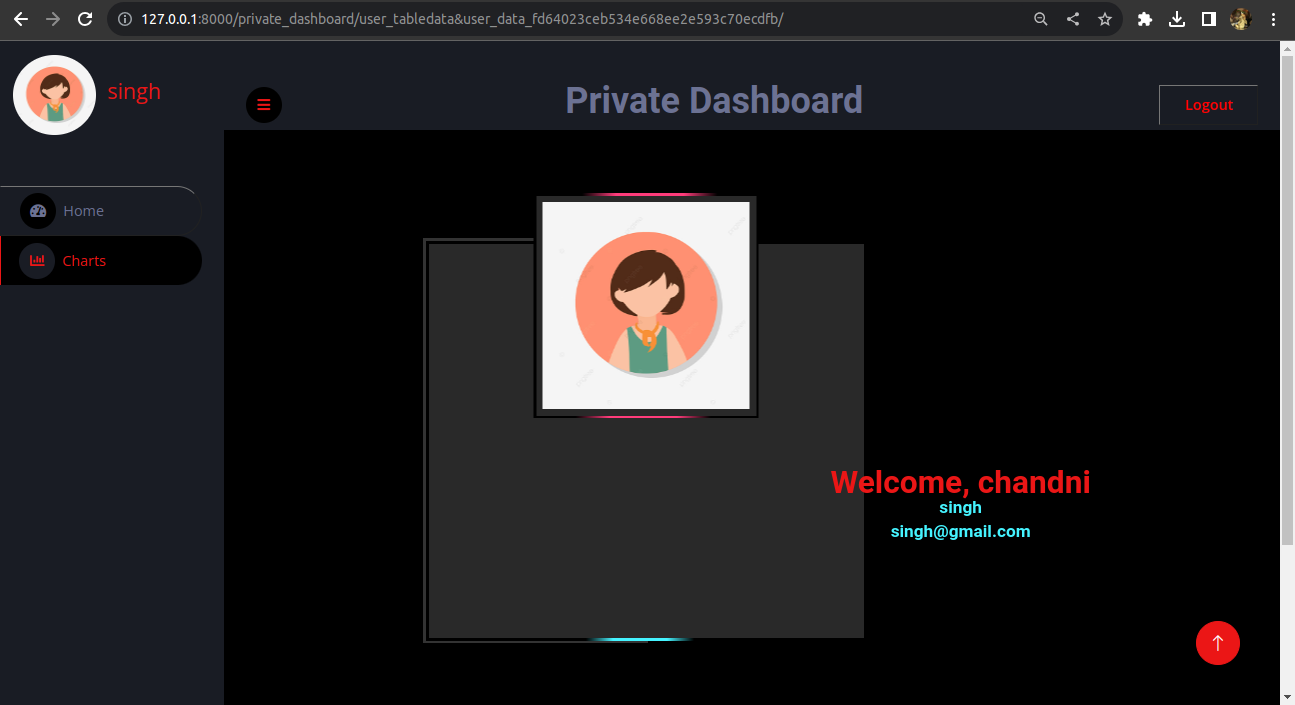 127.0.0.1:8000/private_dashboard/user_tabledata&user_data_fd64023ceb534e668ee2e593c70ecdfb/
singh
Private Dashboard
Logout
Home
Charts
Welcome, chandni
singh
singh@gmail.com